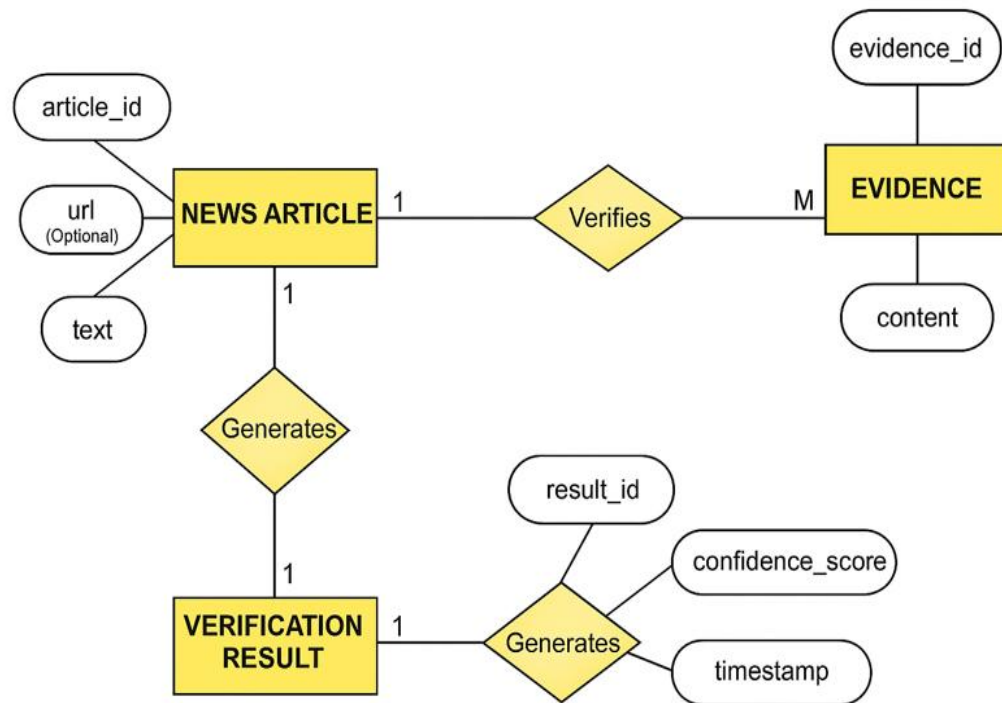 evidence_id
article_id
url
(Optional)
text
NEWS ARTICLE
1
Verifies
M
EVIDENCE
content
1
Generates
1
VERIFICATION
RESULT
1
Generates
result_id
confidence_score
timestamp